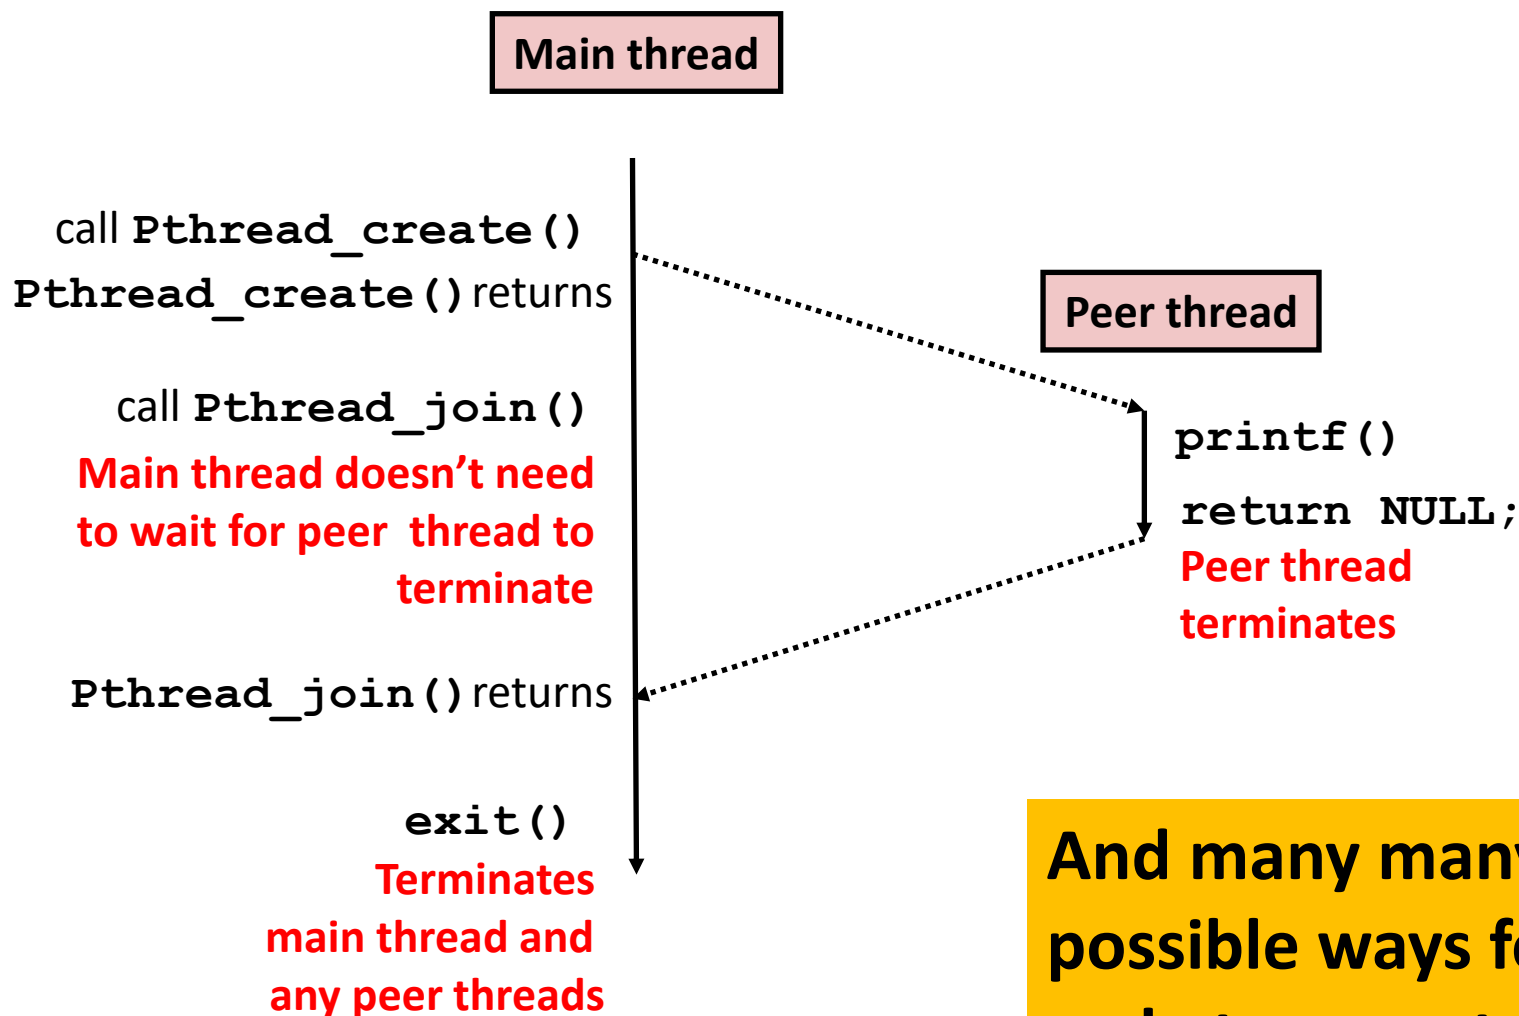 Main thread
call Pthread_create()
Pthread_create() returns
Peer thread
call Pthread_join()
Main thread doesn’t need
to wait for peer thread to
terminate
printf()
return NULL;
Peer thread
terminates
Pthread_join() returns
exit()
Terminates
main thread and
any peer threads
And many many
possible ways